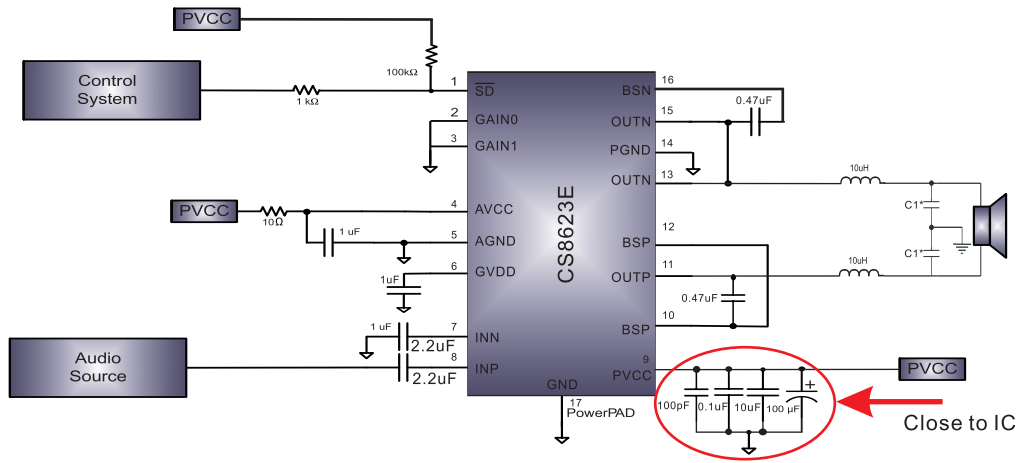 PVCC
Control
System
100kΩ
1 kΩ
1
SD
2
GAIN0
3
GAIN1
PVCC
10Ω
4
AVCC
1 uF
5
AGND
6
GVDD
1uF
1 uF
7
INN
2.2uF
8
INP
2.2uF
Audio
Source
CS8623E
GND
17
PowerPAD
16
BSN
0.47uF
15
OUTN
14
PGND
13
OUTN
10uH
C1*
C1*
12
BSP
11
OUTP
10uH
0.47uF
10
BSP
9
PVCC
PVCC
100pF
0.1uF
10uF
100 µF
+
Close to IC